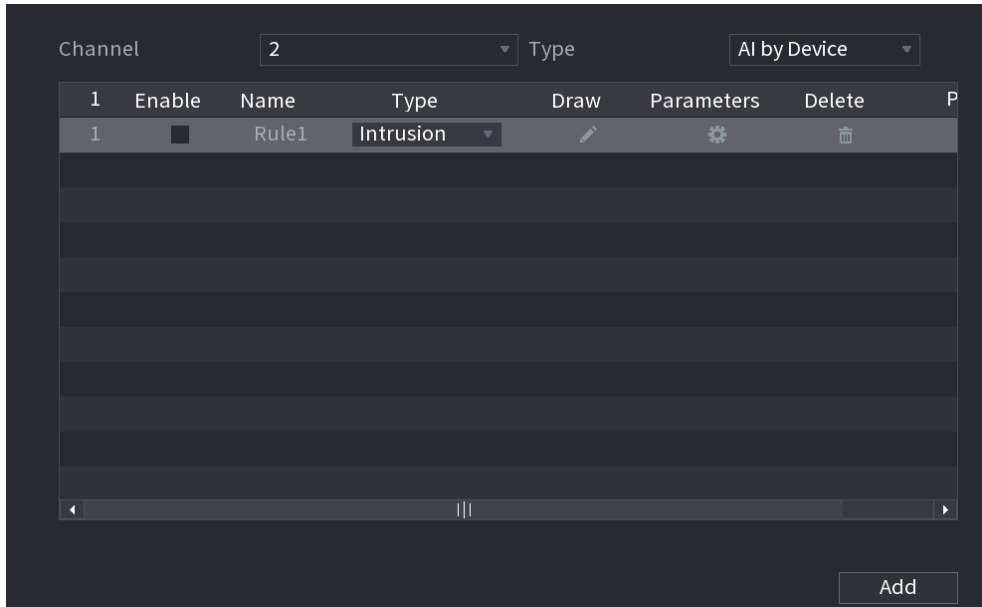 Channel 2 Type AI by Device
1 Enable Name Type Draw Parameters Delete P
1 Rule1 Intrusion
Add